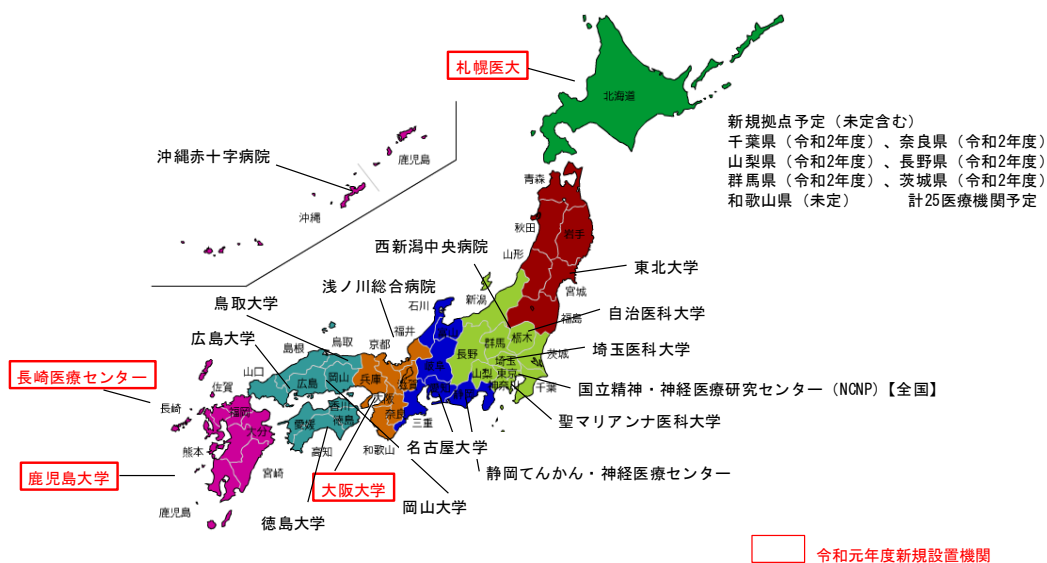 札幌医大
北海道
新規拠点予定（未定含む）
千葉県（令和2年度）、奈良県（令和2年度）
山梨県（令和2年度）、長野県（令和2年度）
群馬県（令和2年度）、茨城県（令和2年度）
和歌山県（未定）　　　計25医療機関予定
鹿児島
沖縄赤十字病院
沖縄
青森
秋田
岩手
山形
西新潟中央病院
東北大学
宮城
浅ノ川総合病院
新潟
石川
鳥取大学
福島
自治医科大学
福井
富山
栃木
広島大学
鳥取
京都
島根
群馬
埼玉医科大学
長野
茨城
埼玉
長崎医療センター
佐賀
山口
広島
岡山
兵庫
滋賀
岐阜
山梨
東京
国立精神・神経医療研究センター（NCNP）【全国】
神奈川
千葉
大阪
長崎
福岡
香川
大分
愛媛
徳島
奈良
三重
聖マリアンナ医科大学
熊本
高知
和歌山
名古屋大学
宮崎
静岡てんかん・神経医療センター
鹿児島大学
大阪大学
岡山大学
鹿児島
徳島大学
令和元年度新規設置機関